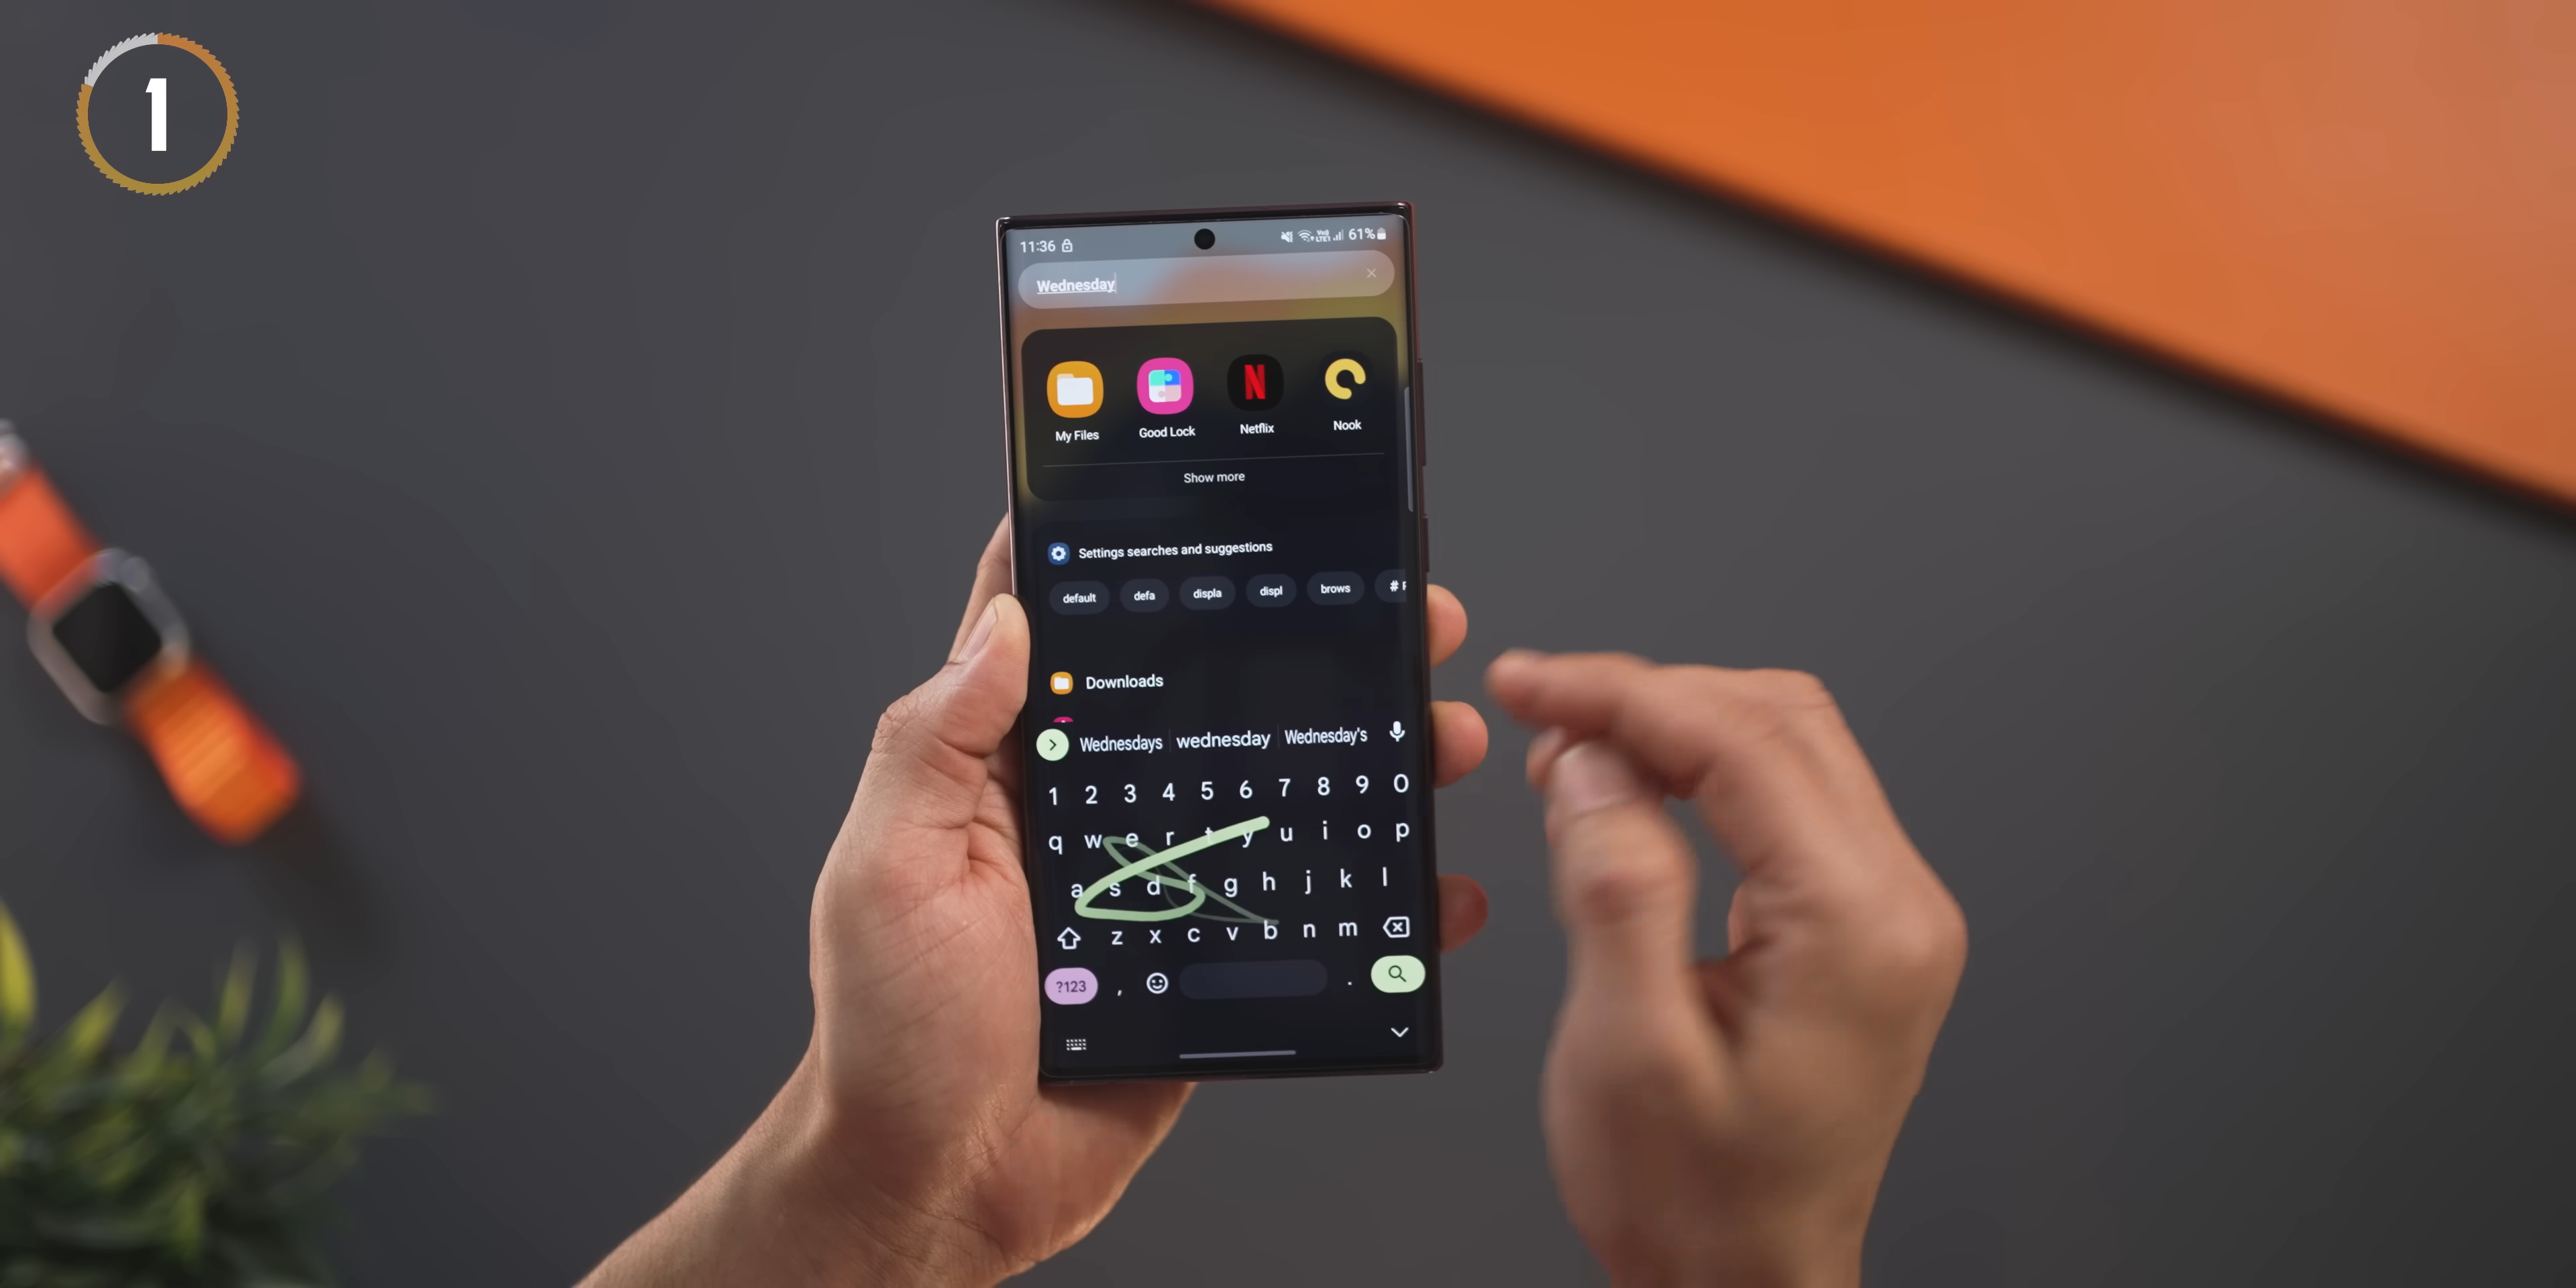 1
11:36 61%
Wednesday
My Files Good Lock Netflix Nook
Show more
Settings searches and suggestions
default defa displa displ brows #
Downloads
Wednesdays wednesday Wednesday's
1 2 3 4 5 6 7 8 9 0
q w e r t y u i o p
a s d f g h j k l
z x c v b n m
?123 , .